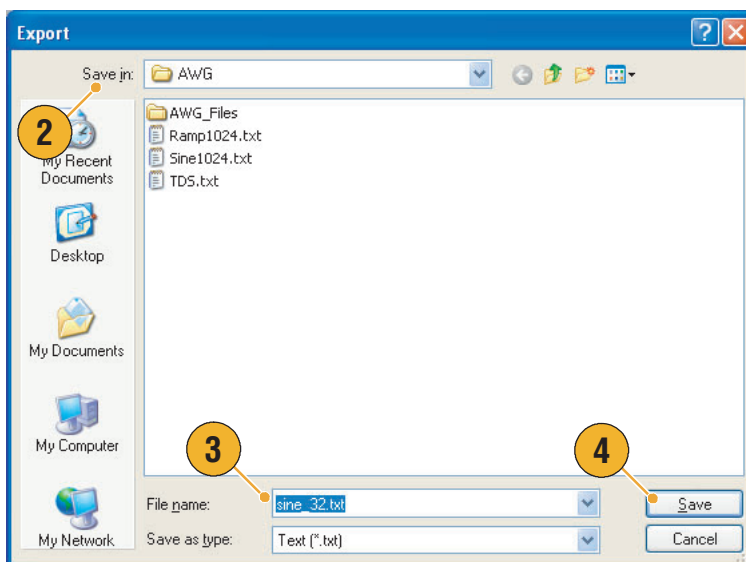 Export
Save in: AWG
2
AWG_Files
Ramp1024.txt
Sine1024.txt
TDS.txt
My Recent
Documents
Desktop
My Documents
My Computer
My Network
3
4
File name: sine_32.txt
Save
Save as type: Text (*.txt)
Cancel